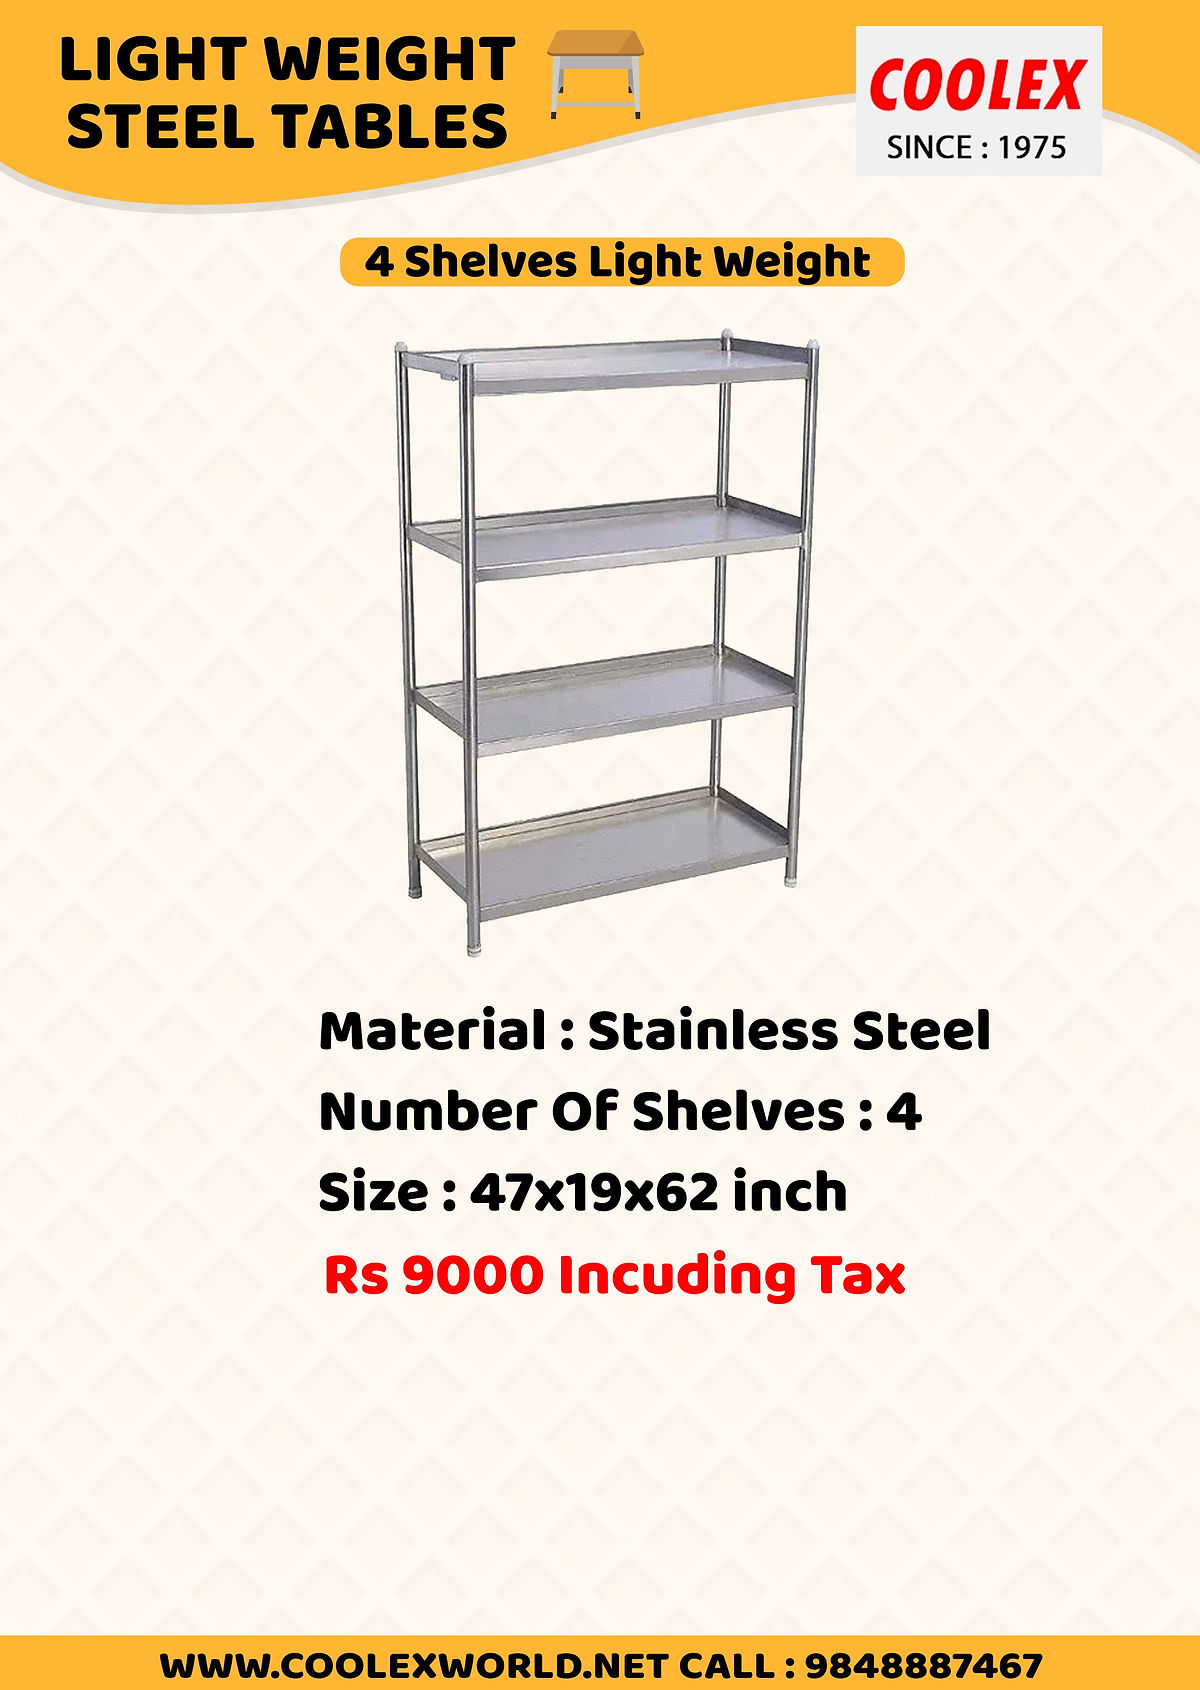 LIGHT WEIGHT
STEEL TABLES
COOLEX
SINCE : 1975
4 Shelves Light Weight
Material : Stainless Steel
Number Of Shelves : 4
Size : 47x19x62 inch
Rs 9000 Incuding Tax
WWW.COOLEXWORLD.NET CALL : 9848887467